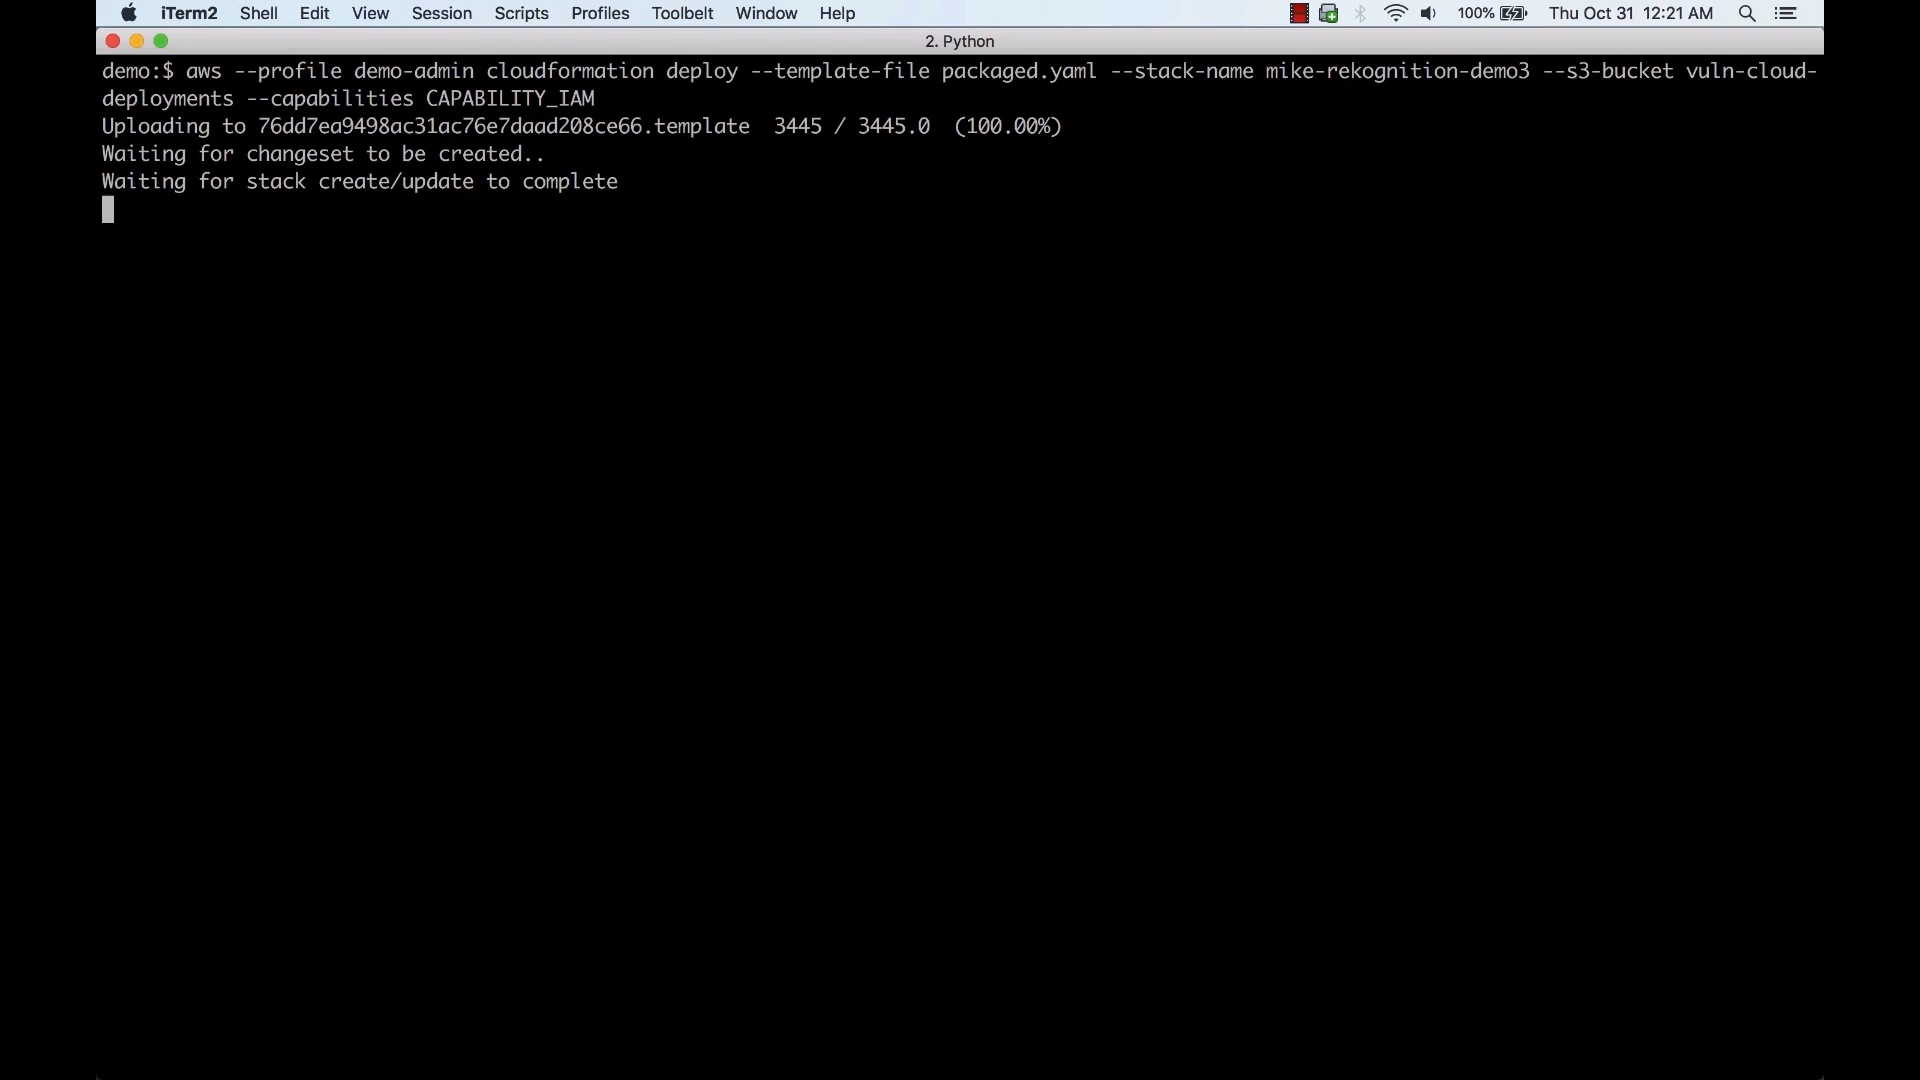 iTerm2 Shell Edit View Session Scripts Profiles Toolbelt Window Help 100% Thu Oct 31 12:21 AM
2. Python
demo:$ aws --profile demo-admin cloudformation deploy --template-file packaged.yaml --stack-name mike-rekognition-demo3 --s3-bucket vuln-cloud-
deployments --capabilities CAPABILITY_IAM
Uploading to 76dd7ea9498ac31ac76e7daad208ce66.template  3445 / 3445.0  (100.00%)
Waiting for changeset to be created..
Waiting for stack create/update to complete